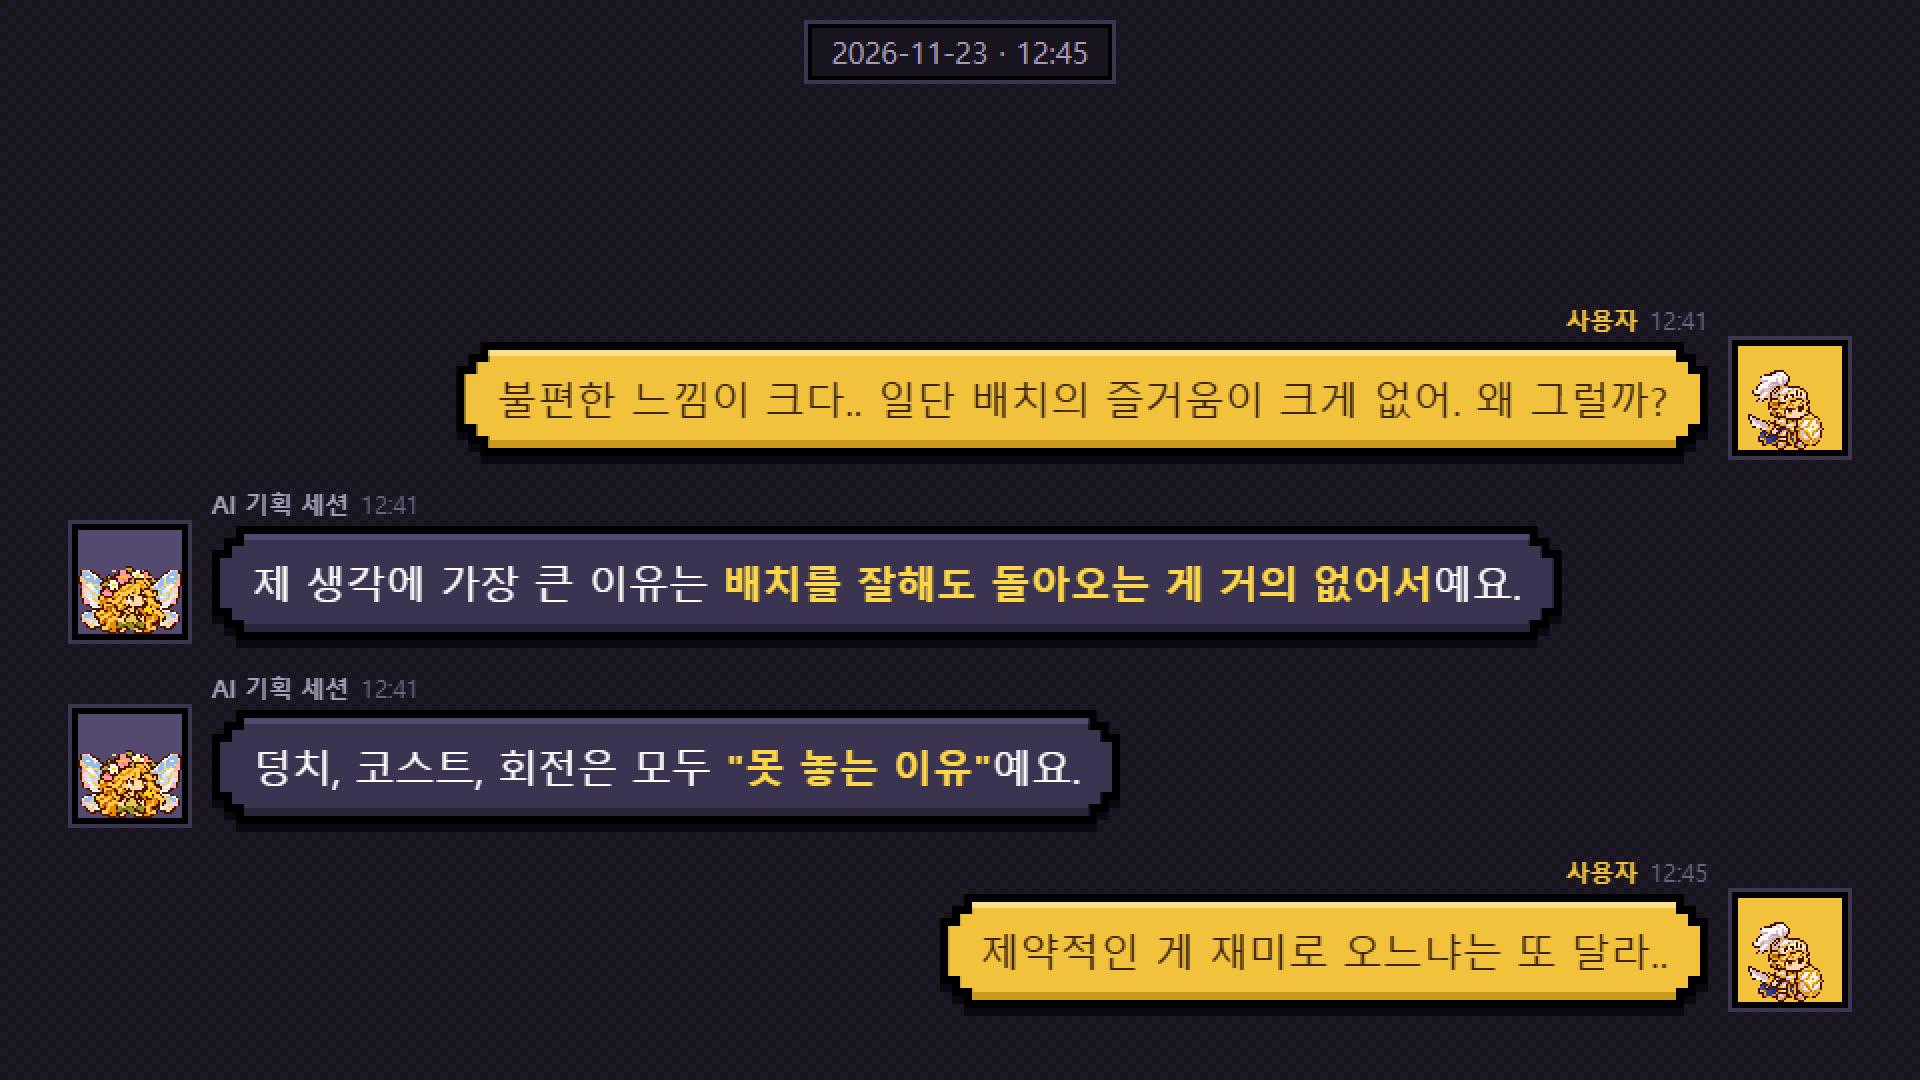 2026-11-23 · 12:45
사용자 12:41
불편한 느낌이 크다.. 일단 배치의 즐거움이 크게 없어. 왜 그럴까?
AI 기획 세션 12:41
제 생각에 가장 큰 이유는 배치를 잘해도 돌아오는 게 거의 없어서예요.
AI 기획 세션 12:41
덩치, 코스트, 회전은 모두 "못 놓는 이유"예요.
사용자 12:45
제약적인 게 재미로 오느냐는 또 달라..